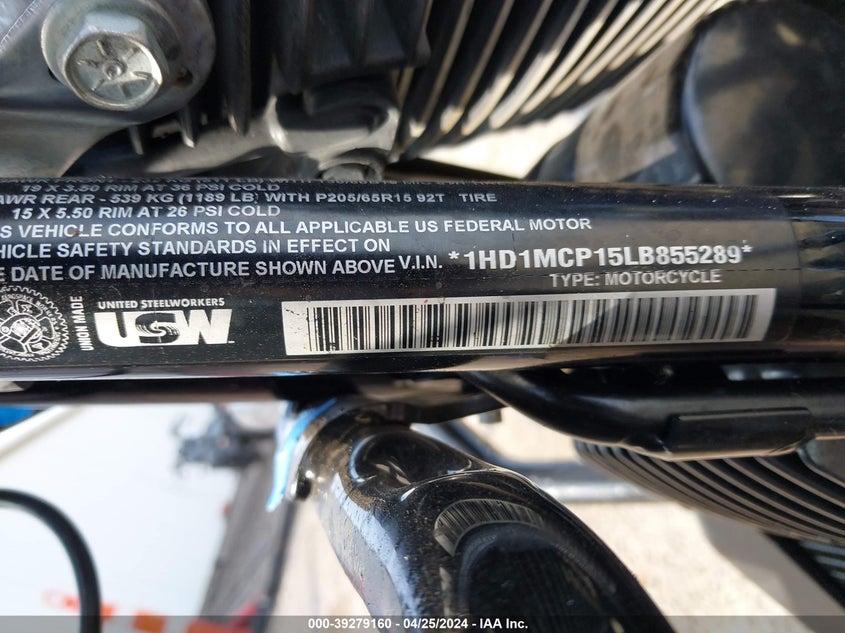 19 X 3.50 RIM AT 36 PSI COLD
AWR REAR - 539 KG (1189 LB) WITH P205/65R15 92T TIRE
15 X 5.50 RIM AT 26 PSI COLD
S VEHICLE CONFORMS TO ALL APPLICABLE US FEDERAL MOTOR
HICLE SAFETY STANDARDS IN EFFECT ON
E DATE OF MANUFACTURE SHOWN ABOVE V.I.N. *1HD1MCP15LB855289*
TYPE: MOTORCYCLE
UNION MADE
UNITED STEELWORKERS
USW
000-39279160 - 04/25/2024 - IAA Inc.